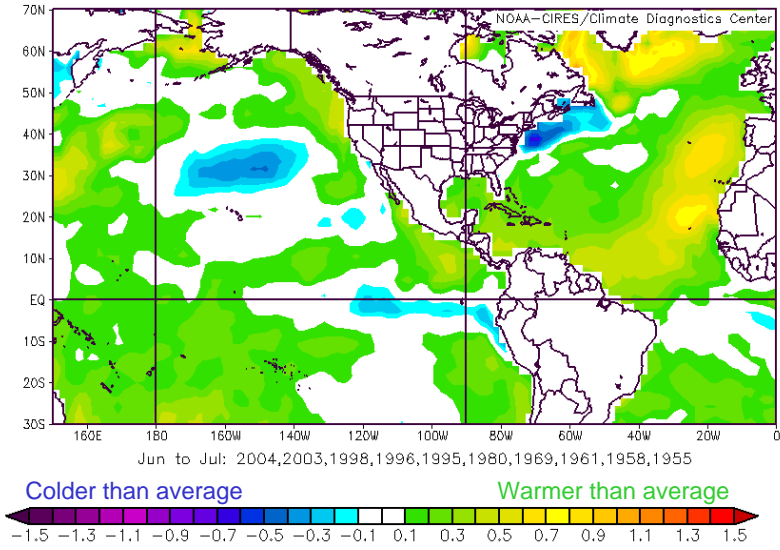 NOAA-CIRES/Climate Diagnostics Center
70N
60N
50N
40N
30N
20N
10N
EQ
10S
20S
30S
160E 180 160W 140W 120W 100W 80W 60W 40W 20W 0
Jun to Jul: 2004,2003,1998,1996,1995,1980,1969,1961,1958,1955
Colder than average Warmer than average
-1.5 -1.3 -1.1 -0.9 -0.7 -0.5 -0.3 -0.1 0.1 0.3 0.5 0.7 0.9 1.1 1.3 1.5